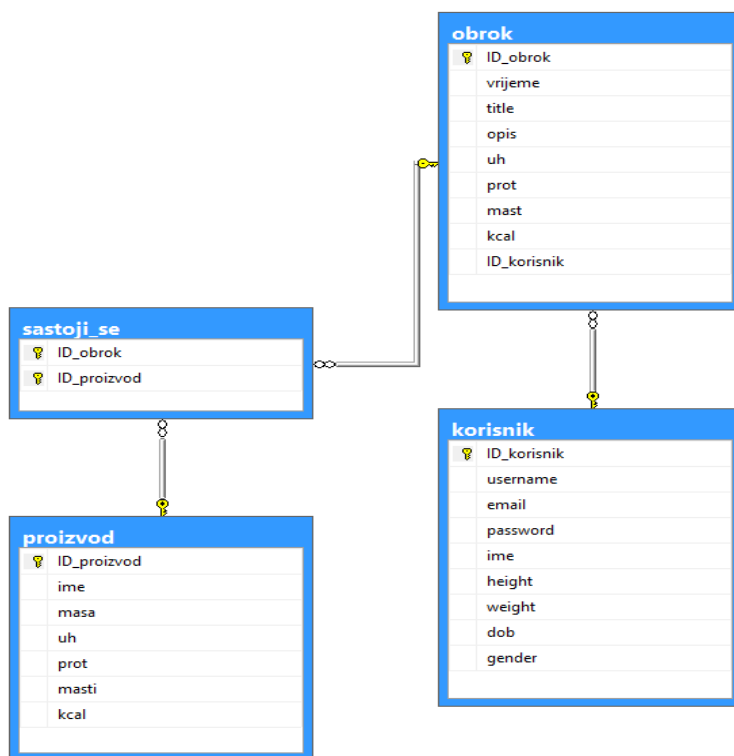 obrok
ID_obrok
vrijeme
title
opis
uh
prot
mast
kcal
ID_korisnik
sastoji_se
ID_obrok
ID_proizvod
korisnik
ID_korisnik
username
email
password
ime
height
weight
dob
gender
proizvod
ID_proizvod
ime
masa
uh
prot
masti
kcal